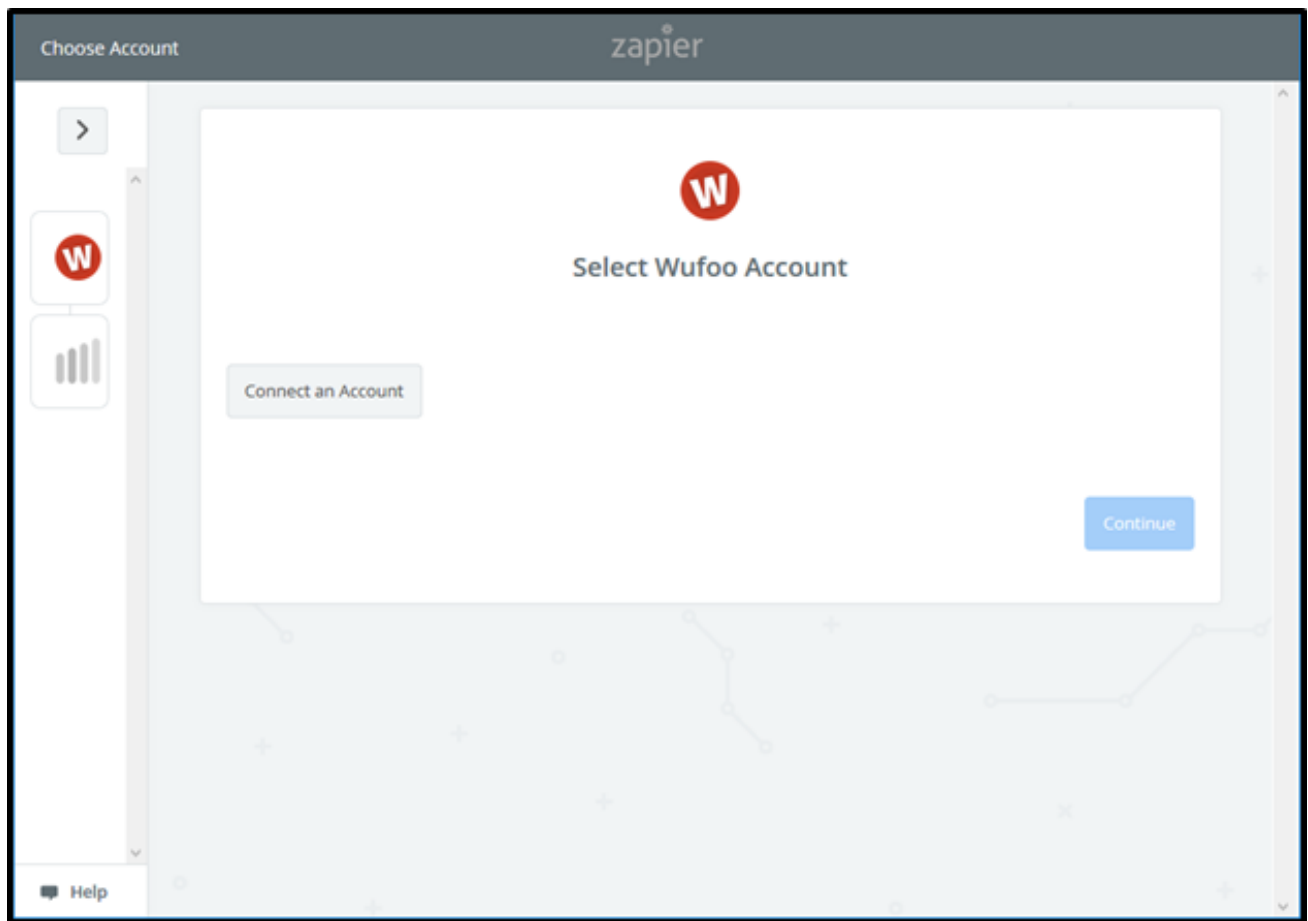 Choose Account
zapier
W
Select Wufoo Account
W
Connect an Account
Continue
Help